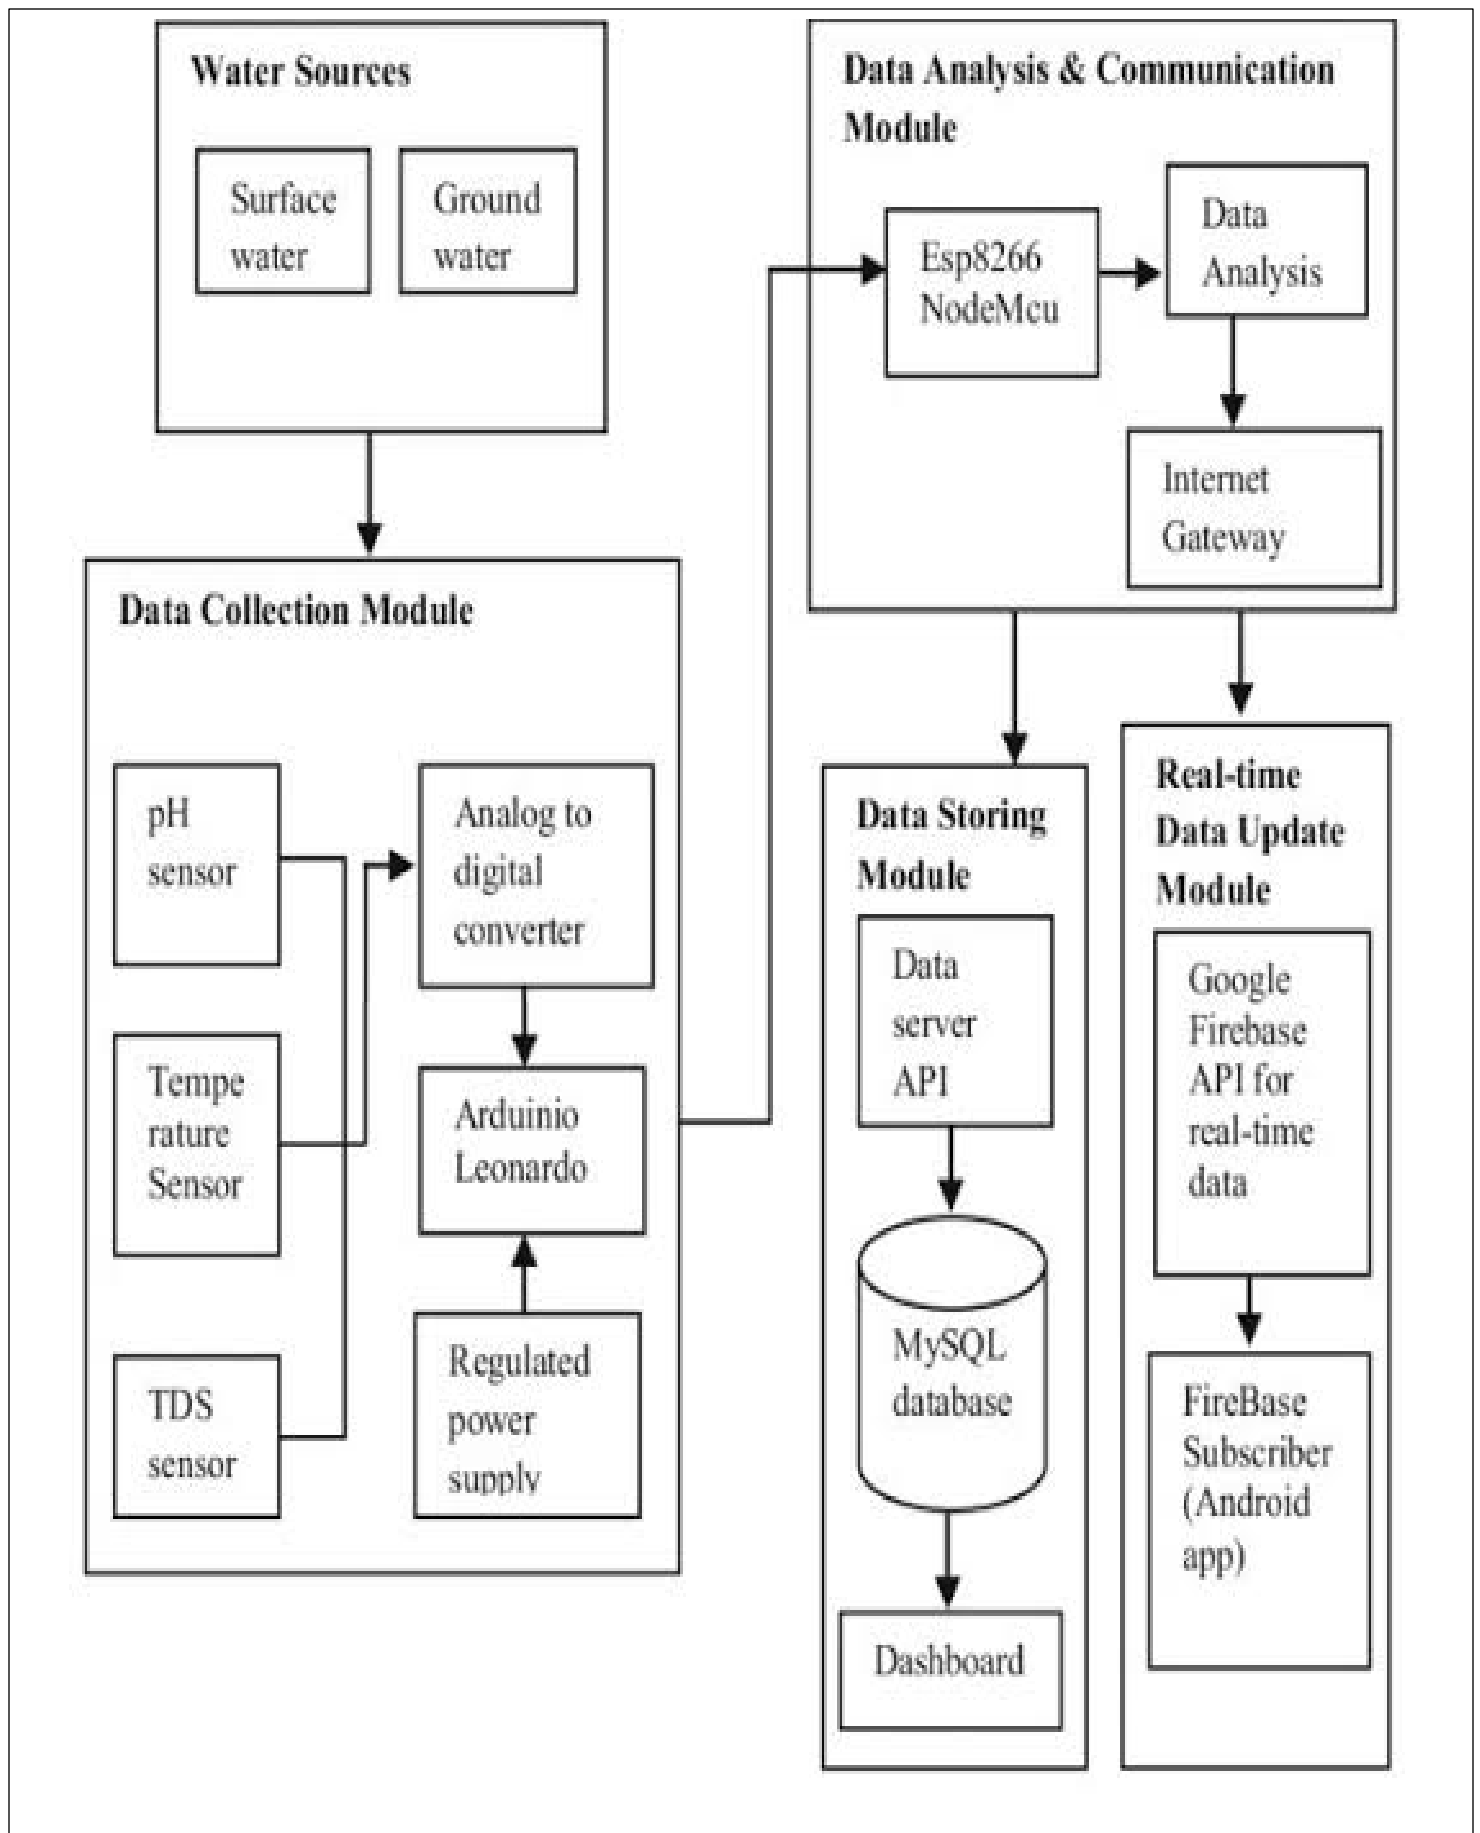 Water Sources
Surface
water
Ground
water
Data Collection Module
pH
sensor
Tempe
rature
Sensor
TDS
sensor
Analog to
digital
converter
Arduinio
Leonardo
Regulated
power
supply
Data Analysis & Communication
Module
Esp8266
NodeMcu
Data
Analysis
Internet
Gateway
Data Storing
Module
Data
server
API
MySQL
database
Dashboard
Real-time
Data Update
Module
Google
Firebase
API for
real-time
data
FireBase
Subscriber
(Android
app)